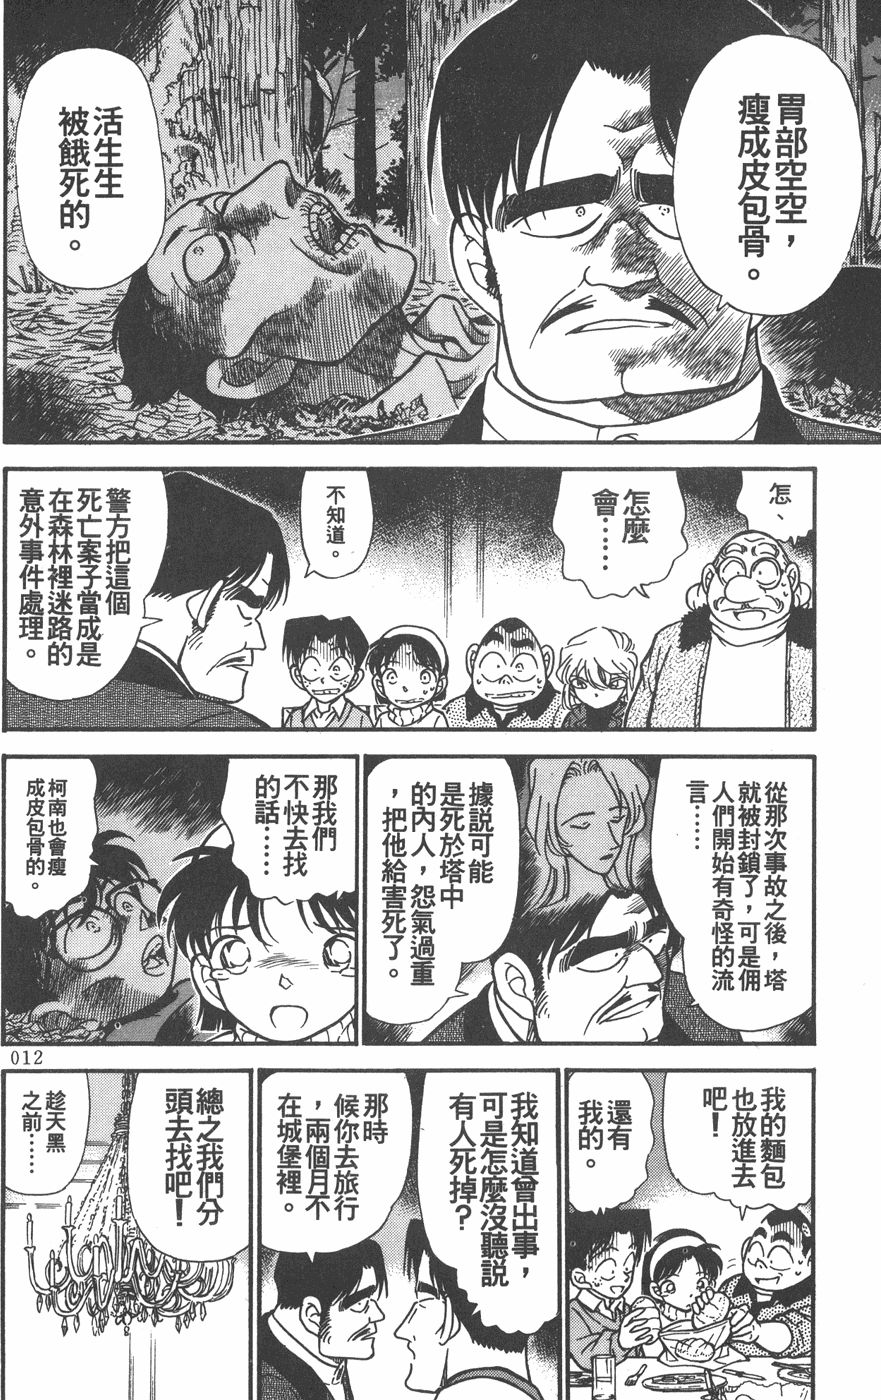 胃部空空，
瘦成皮包骨。
活生生
被餓死的。
怎、
怎麼
會……
不知道。
警方把這個
死亡案子當成是
在森林裡迷路的
意外事件處理。
從那次事故之後，塔
就被封鎖了，可是佣
人們開始有奇怪的流
言……
據説可能
是死於塔中
的內人，怨氣過重
，把他給害死了。
那我們
不快去找
的話……
柯南也會瘦
成皮包骨的。
012
我的麵包
也放進去
吧！
還有
我的。
我知道曾出事，
可是怎麼沒聽説
有人死掉？
那時
候你去旅行
，兩個月不
在城堡裡。
總之我們分
頭去找吧！
趁天黑
之前……